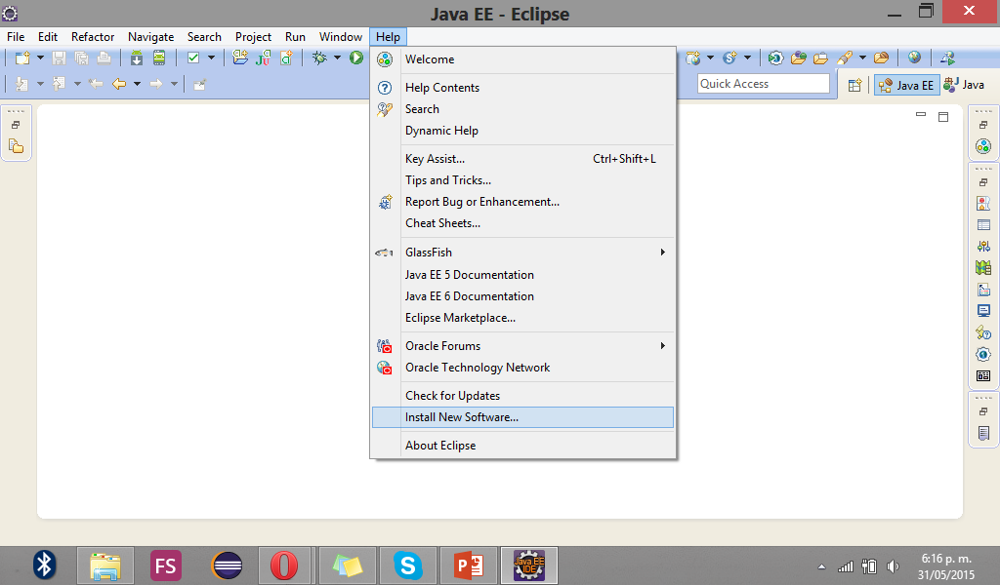 Java EE - Eclipse
File Edit Refactor Navigate Search Project Run Window Help
Welcome
Help Contents
Search
Dynamic Help
Key Assist... Ctrl+Shift+L
Tips and Tricks...
Report Bug or Enhancement...
Cheat Sheets...
GlassFish
Java EE 5 Documentation
Java EE 6 Documentation
Eclipse Marketplace...
Oracle Forums
Oracle Technology Network
Check for Updates
Install New Software...
About Eclipse
Quick Access
Java EE Java
FS
S
P
Java EE
IDE
6:16 p. m.
31/05/2015